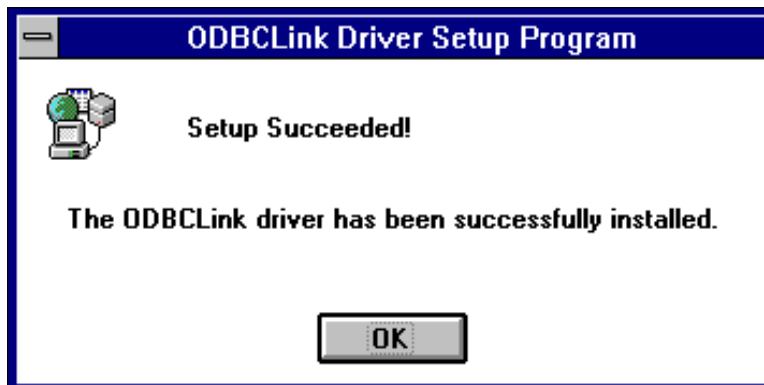 ODBCLink Driver Setup Program
Setup Succeeded!
The ODBCLink driver has been successfully installed.
OK